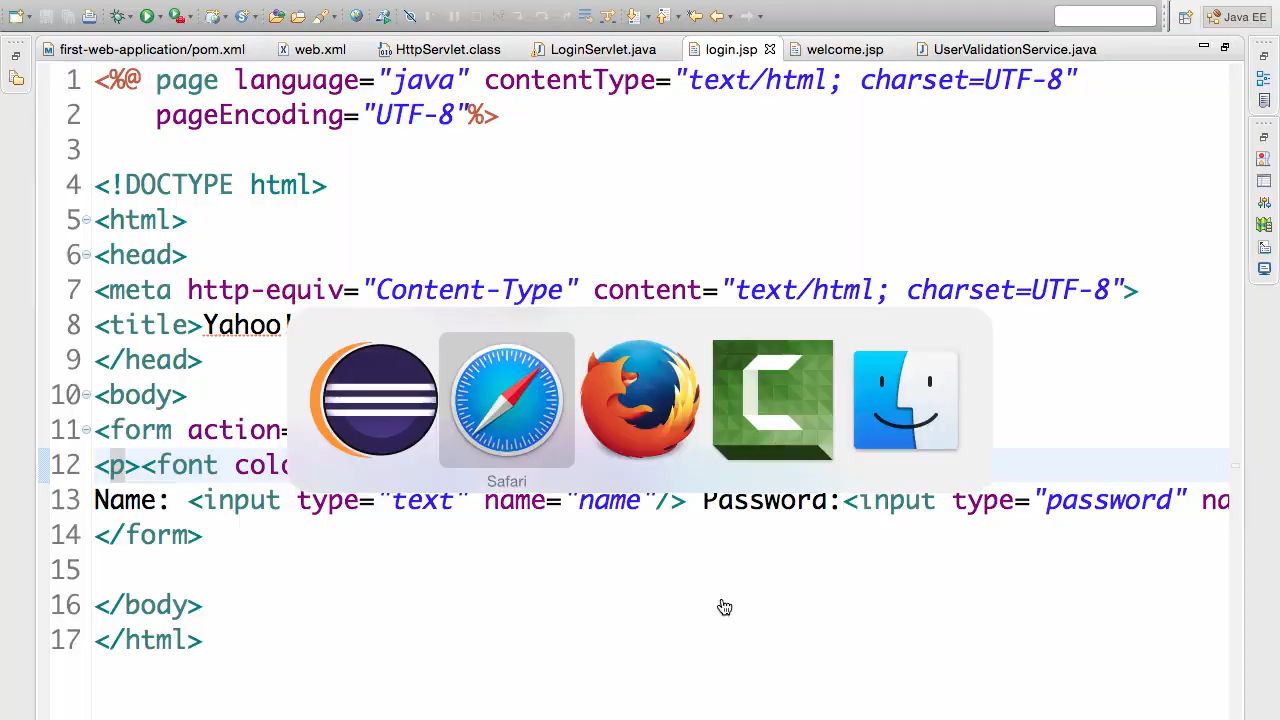 Java EE
first-web-application/pom.xml
web.xml
HttpServlet.class
LoginServlet.java
login.jsp
welcome.jsp
UserValidationService.java
1 <%@ page language="java" contentType="text/html; charset=UTF-8"
2 pageEncoding="UTF-8"%>
3
4 <!DOCTYPE html>
5 <html>
6 <head>
7 <meta http-equiv="Content-Type" content="text/html; charset=UTF-8">
8 <title>Yahoo!
9 </head>
10 <body>
11 <form action=
12 <p><font colo
13 Name: <input type="text" name="name"/> Password:<input type="password" na
14 </form>
15
16 </body>
17 </html>
Safari